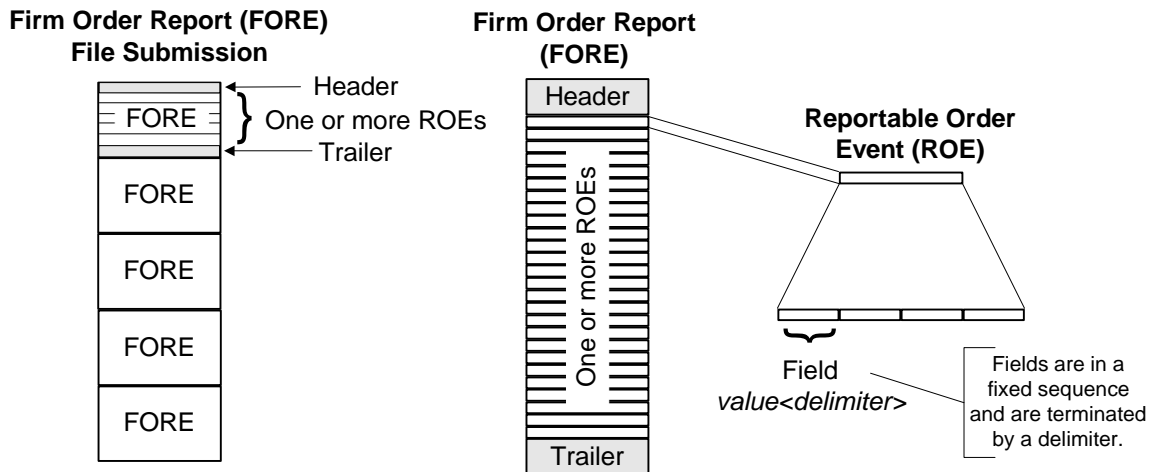 Firm Order Report (FORE)
File Submission
Header
FORE
One or more ROEs
Trailer
FORE
FORE
FORE
FORE
Firm Order Report
(FORE)
Header
One or more ROEs
Trailer
Reportable Order
Event (ROE)
Field
value<delimiter>
Fields are in a
fixed sequence
and are terminated
by a delimiter.